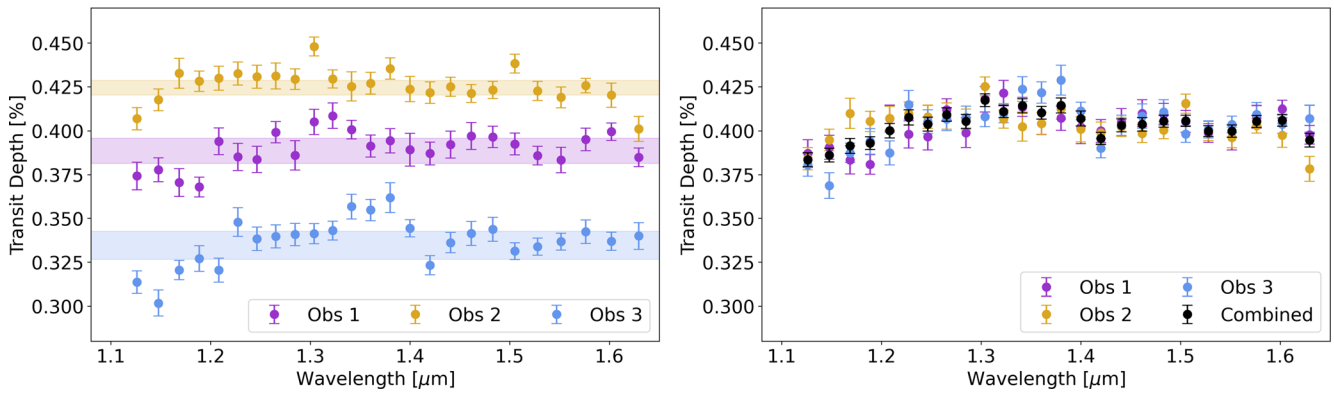 Transit Depth [%]
0.450
0.425
0.400
0.375
0.350
0.325
0.300
Obs 1
Obs 2
Obs 3
1.1 1.2 1.3 1.4 1.5 1.6
Wavelength [μm]
Transit Depth [%]
0.450
0.425
0.400
0.375
0.350
0.325
0.300
Obs 1 Obs 3
Obs 2 Combined
1.1 1.2 1.3 1.4 1.5 1.6
Wavelength [μm]